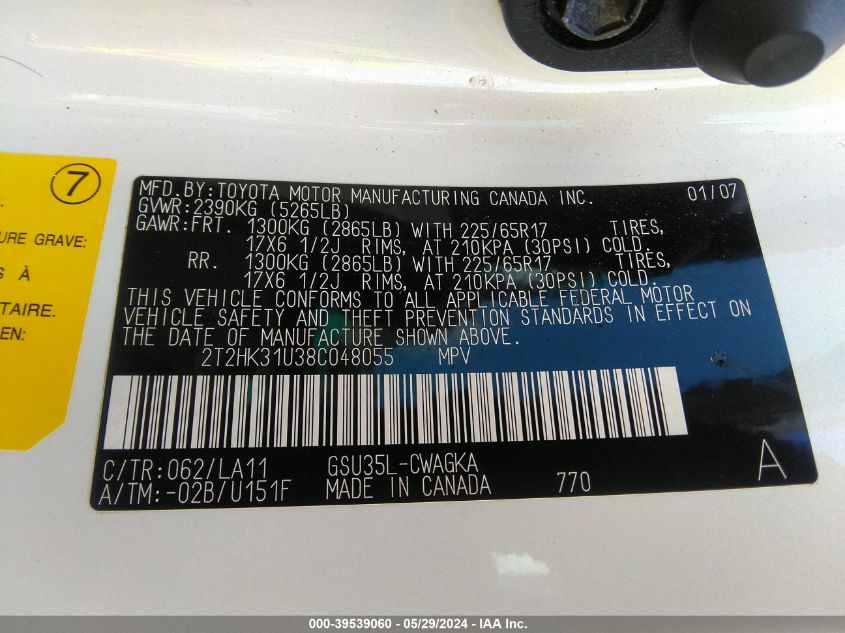 7
URE GRAVE:
S À
TAIRE.
EN:
MFD.BY:TOYOTA MOTOR MANUFACTURING CANADA INC. 01/07
GVWR:2390KG (5265LB)
GAWR:FRT. 1300KG (2865LB) WITH 225/65R17 TIRES,
17X6 1/2J RIMS, AT 210KPA (30PSI) COLD.
RR. 1300KG (2865LB) WITH 225/65R17 TIRES,
17X6 1/2J RIMS, AT 210KPA (30PSI) COLD.
THIS VEHICLE CONFORMS TO ALL APPLICABLE FEDERAL MOTOR
VEHICLE SAFETY AND THEFT PREVENTION STANDARDS IN EFFECT ON
THE DATE OF MANUFACTURE SHOWN ABOVE.
2T2HK31U38C048055 MPV
C/TR:062/LA11 GSU35L-CWAGKA
A/TM:-02B/U151F MADE IN CANADA 770 A
000-39539060 - 05/29/2024 - IAA Inc.